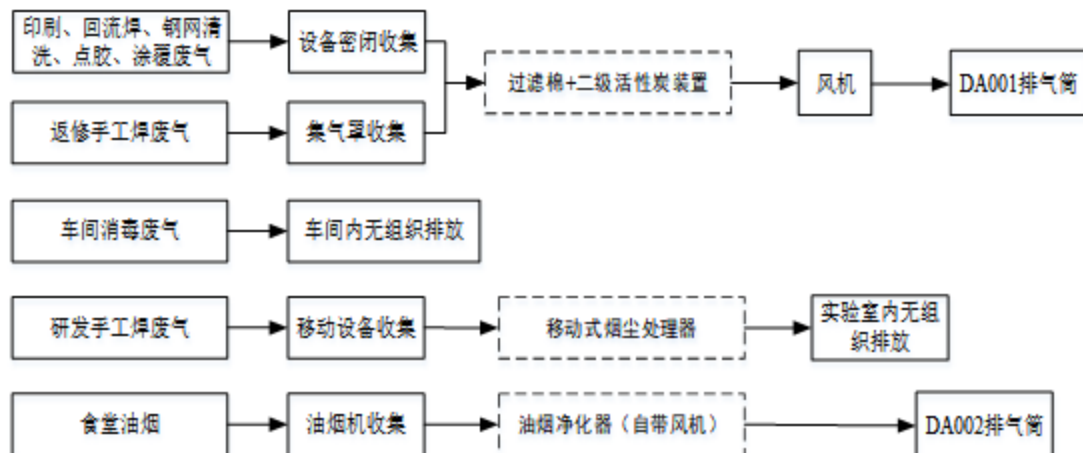 印刷、回流焊、钢网清
洗、点胶、涂覆废气
设备密闭收集
过滤棉+二级活性炭装置
风机
DA001排气筒
返修手工焊废气
集气罩收集
车间消毒废气
车间内无组织排放
研发手工焊废气
移动设备收集
移动式烟尘处理器
实验室内无组
织排放
食堂油烟
油烟机收集
油烟净化器（自带风机）
DA002排气筒